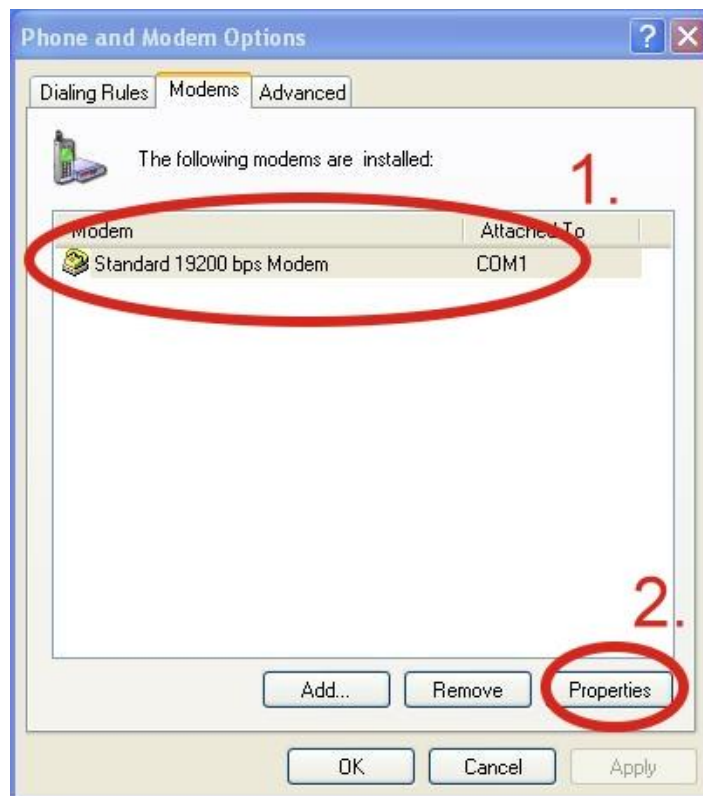 Phone and Modem Options
Dialing Rules Modems Advanced
The following modems are installed:
1.
Modem Attached To
Standard 19200 bps Modem COM1
2.
Add... Remove Properties
OK Cancel Apply